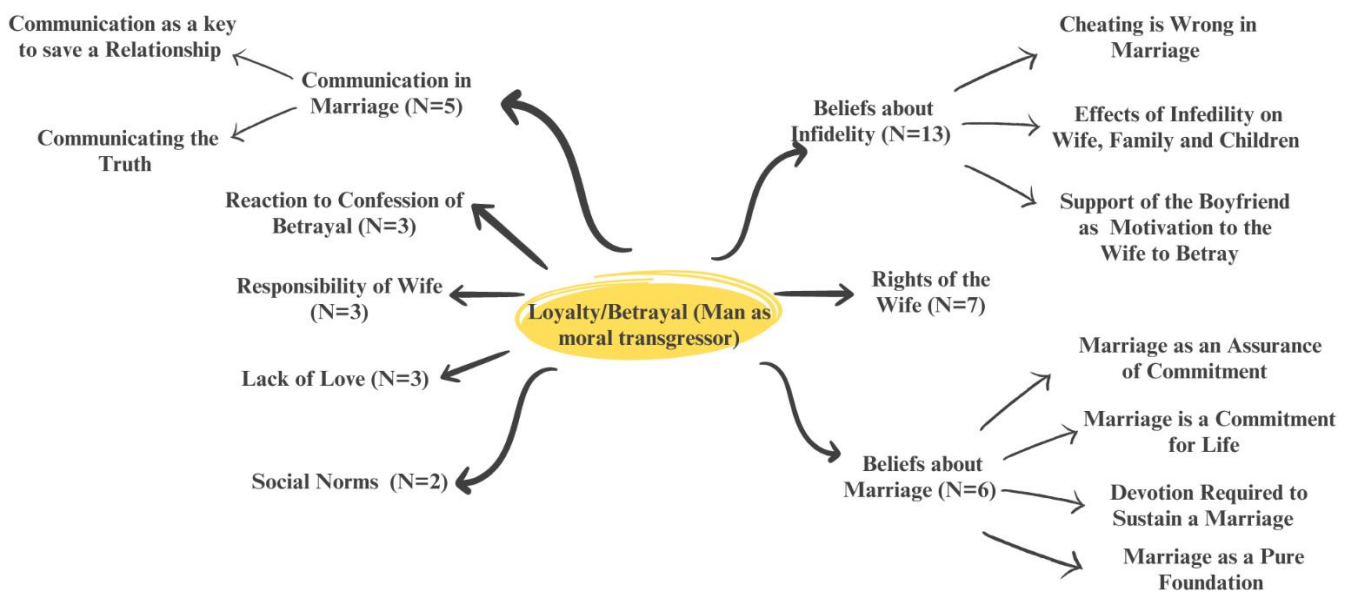 Communication as a key
to save a Relationship
Communication in
Marriage (N=5)
Communicating the
Truth
Reaction to Confession of
Betrayal (N=3)
Responsibility of Wife
(N=3)
Lack of Love (N=3)
Social Norms (N=2)
Loyalty/Betrayal (Man as
moral transgressor)
Beliefs about
Infidelity (N=13)
Cheating is Wrong in
Marriage
Effects of Infedility on
Wife, Family and Children
Support of the Boyfriend
as Motivation to the
Wife to Betray
Rights of the
Wife (N=7)
Beliefs about
Marriage (N=6)
Marriage as an Assurance
of Commitment
Marriage is a Commitment
for Life
Devotion Required to
Sustain a Marriage
Marriage as a Pure
Foundation